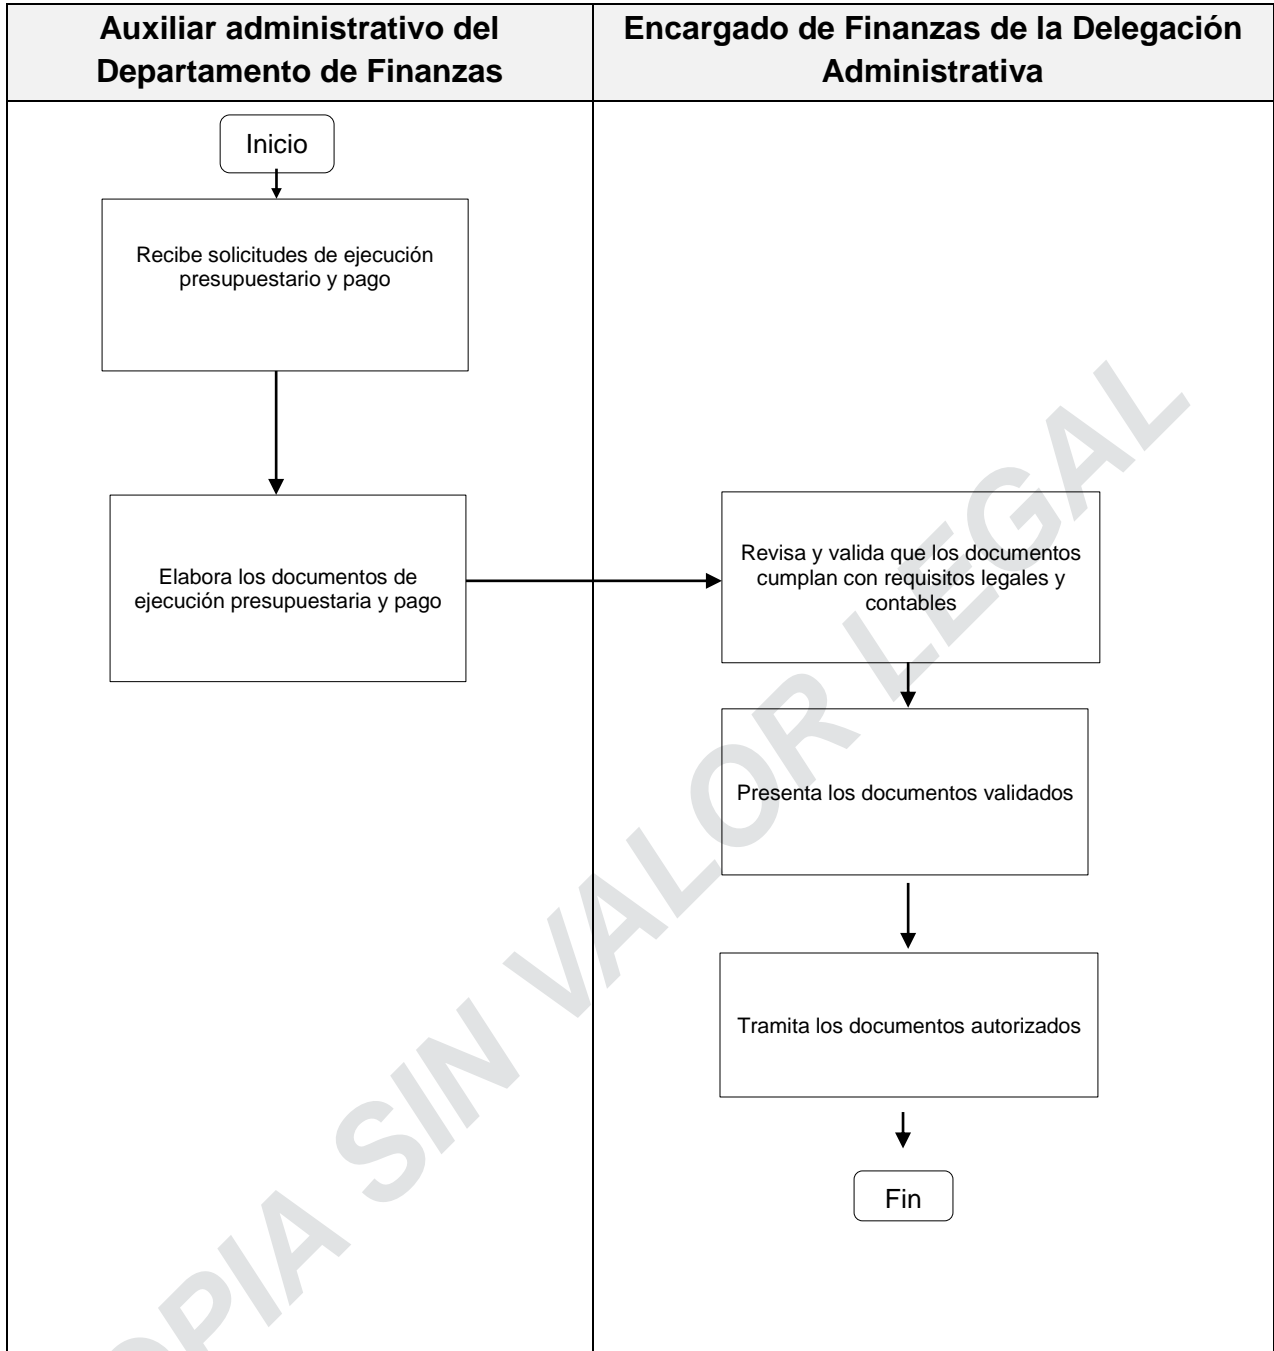 Auxiliar administrativo del
Departamento de Finanzas
Encargado de Finanzas de la Delegación
Administrativa
Inicio
Recibe solicitudes de ejecución
presupuestario y pago
Elabora los documentos de
ejecución presupuestaria y pago
Revisa y valida que los documentos
cumplan con requisitos legales y
contables
Presenta los documentos validados
Tramita los documentos autorizados
Fin
OPIA SIN VALOR LEGAL